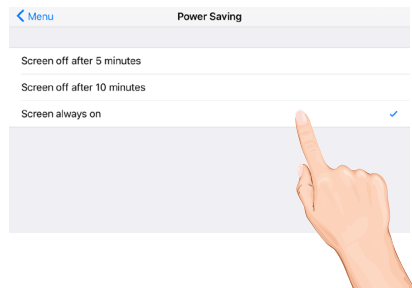 Menu
Power Saving
Screen off after 5 minutes
Screen off after 10 minutes
Screen always on